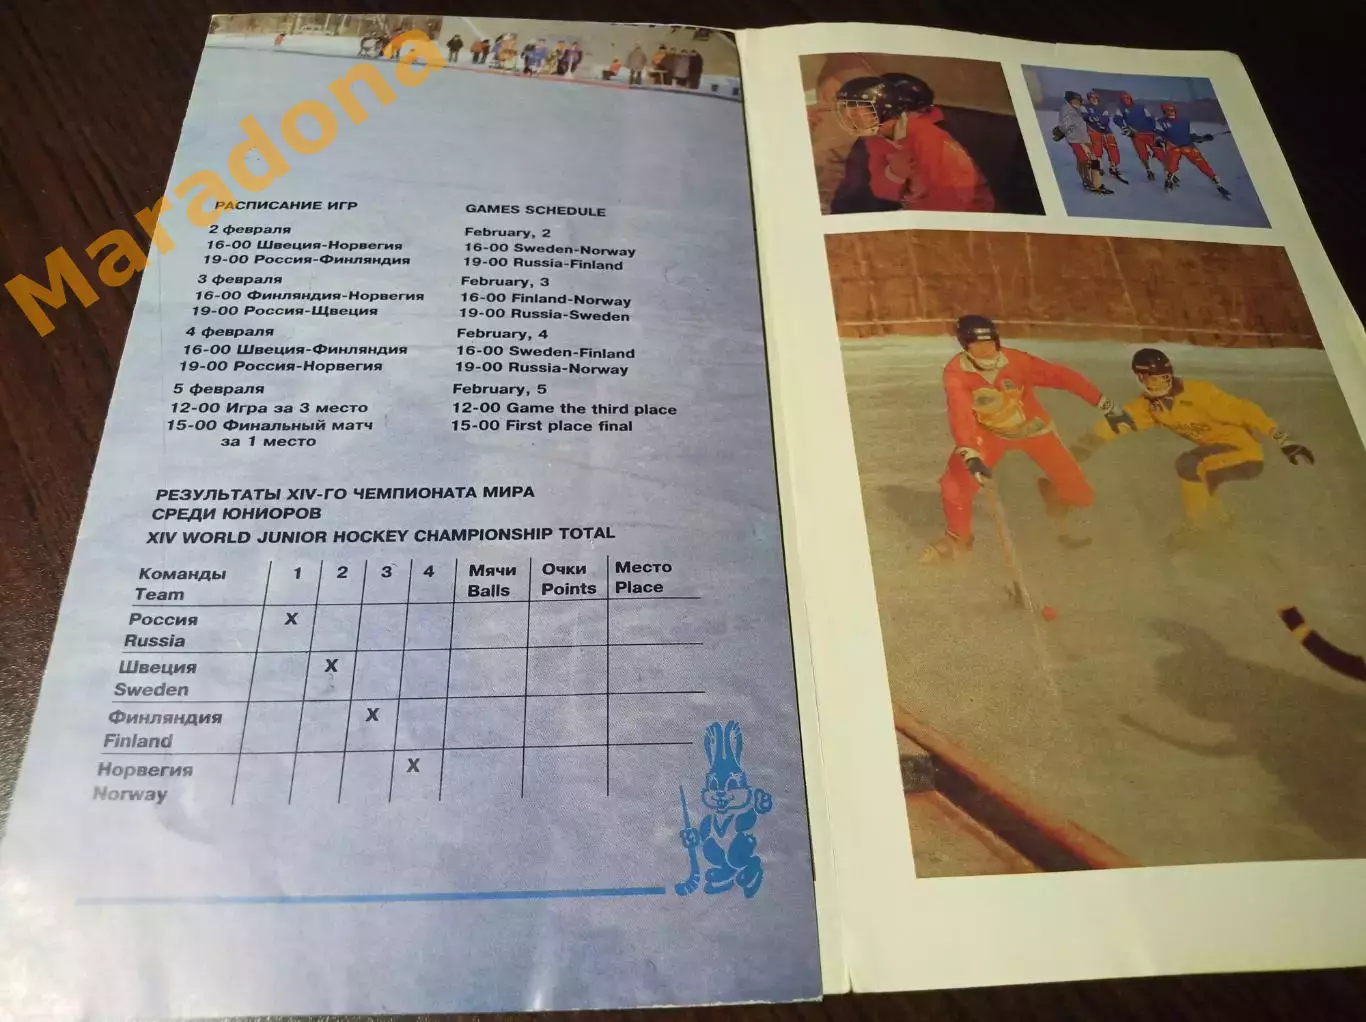 Maradona
РАСПИСАНИЕ ИГР
2 февраля
16-00 Швеция-Норвегия
19-00 Россия-Финляндия
3 февраля
16-00 Финляндия-Норвегия
19-00 Россия-Щвеция
4 февраля
16-00 Швеция-Финляндия
19-00 Россия-Норвегия
5 февраля
12-00 Игра за 3 место
15-00 Финальный матч
за 1 место
GAMES SCHEDULE
February, 2
16-00 Sweden-Norway
19-00 Russia-Finland
February, 3
16-00 Finland-Norway
19-00 Russia-Sweden
February, 4
16-00 Sweden-Finland
19-00 Russia-Norway
February, 5
12-00 Game the third place
15-00 First place final
РЕЗУЛЬТАТЫ XIV-ГО ЧЕМПИОНАТА МИРА
СРЕДИ ЮНИОРОВ
XIV WORLD JUNIOR HOCKEY CHAMPIONSHIP TOTAL
Команды 1 2 3 4 Мячи Очки Место
Team Balls Points Place
Россия X
Russia
Швеция X
Sweden
Финляндия X
Finland
Норвегия X
Norway